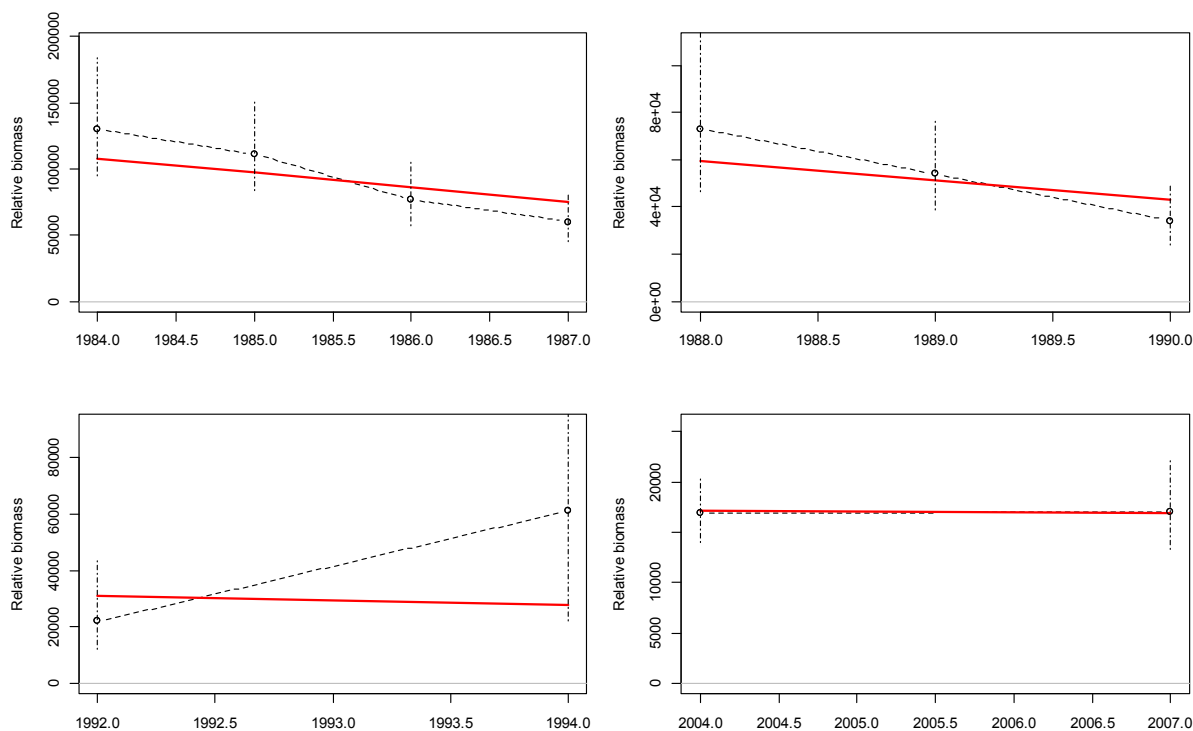 Relative biomass
0 50000 100000 150000 200000
1984.0 1984.5 1985.0 1985.5 1986.0 1986.5 1987.0
Relative biomass
0e+00 4e+04 8e+04
1988.0 1988.5 1989.0 1989.5 1990.0
Relative biomass
0 20000 40000 60000 80000
1992.0 1992.5 1993.0 1993.5 1994.0
Relative biomass
0 5000 10000 20000
2004.0 2004.5 2005.0 2005.5 2006.0 2006.5 2007.0